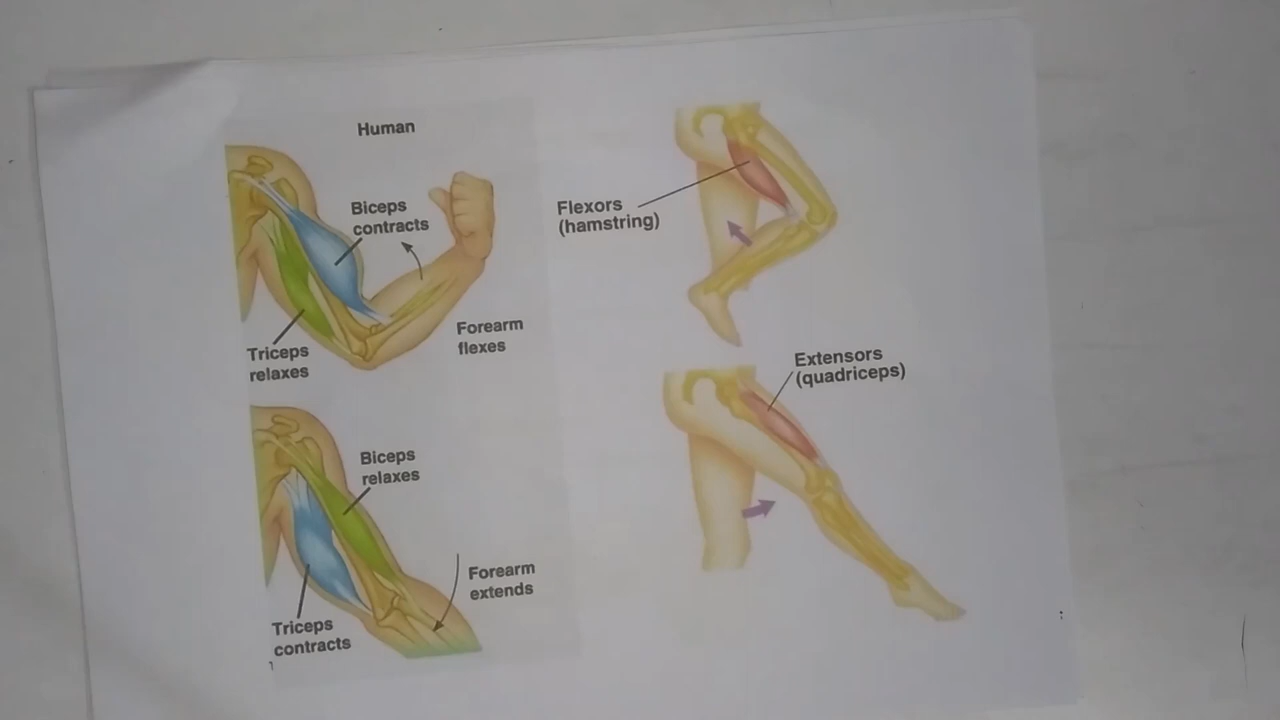 Human
Biceps
contracts
Triceps
relaxes
Forearm
flexes
Biceps
relaxes
Forearm
extends
Triceps
contracts
Flexors
(hamstring)
Extensors
(quadriceps)